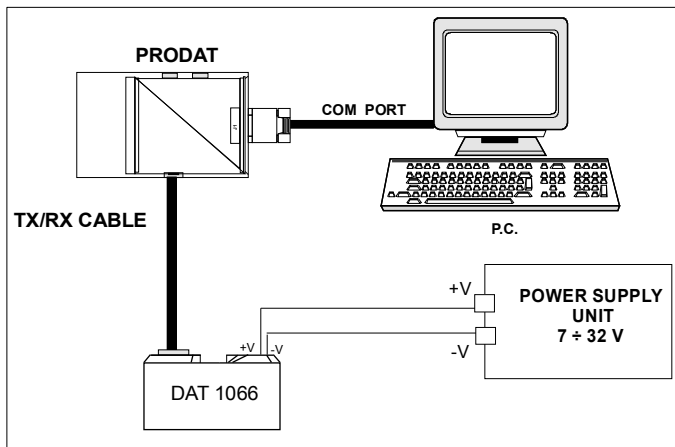 PRODAT
COM PORT
TX/RX CABLE
P.C.
+V
POWER SUPPLY
UNIT
7 ÷ 32 V
-V
+V
-V
DAT 1066